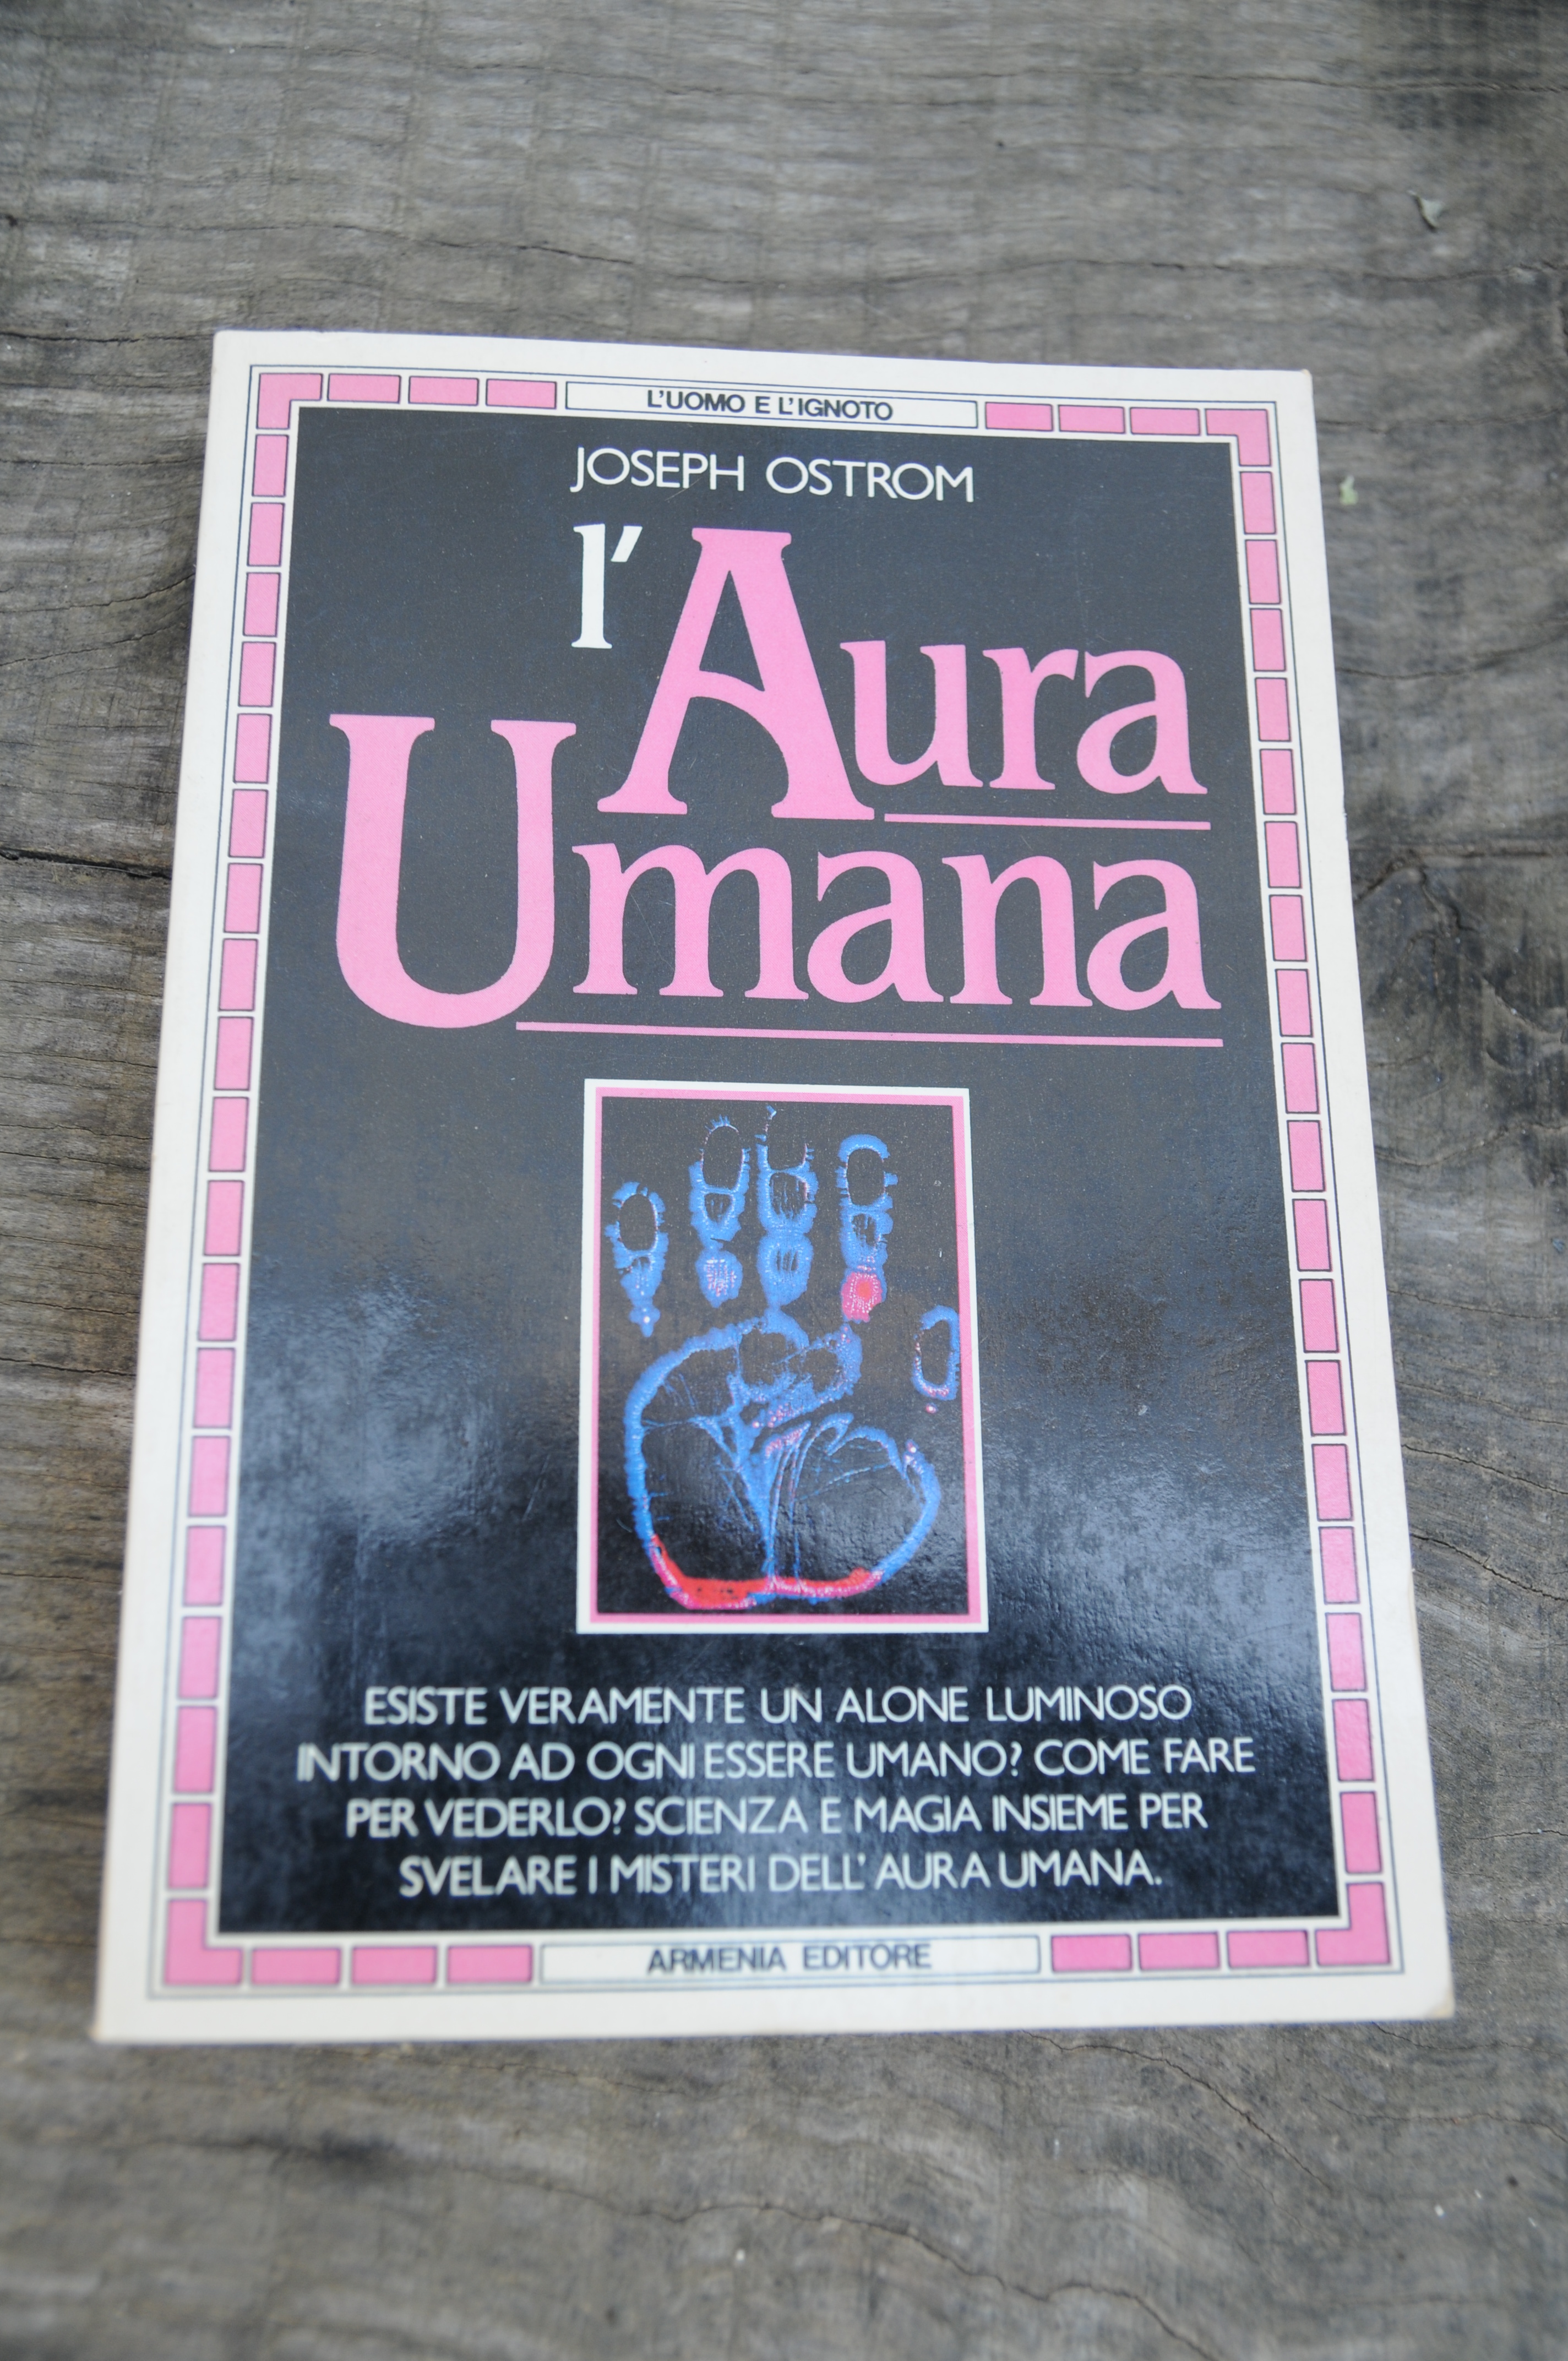 L'UOMO E L'IGNOTO
JOSEPH OSTROM
l'Aura
Umana
ESISTE VERAMENTE UN ALONE LUMINOSO
INTORNO AD OGNI ESSERE UMANO? COME FARE
PER VEDERLO? SCIENZA E MAGIA INSIEME PER
SVELARE I MISTERI DELL' AURA UMANA.
ARMENIA EDITORE